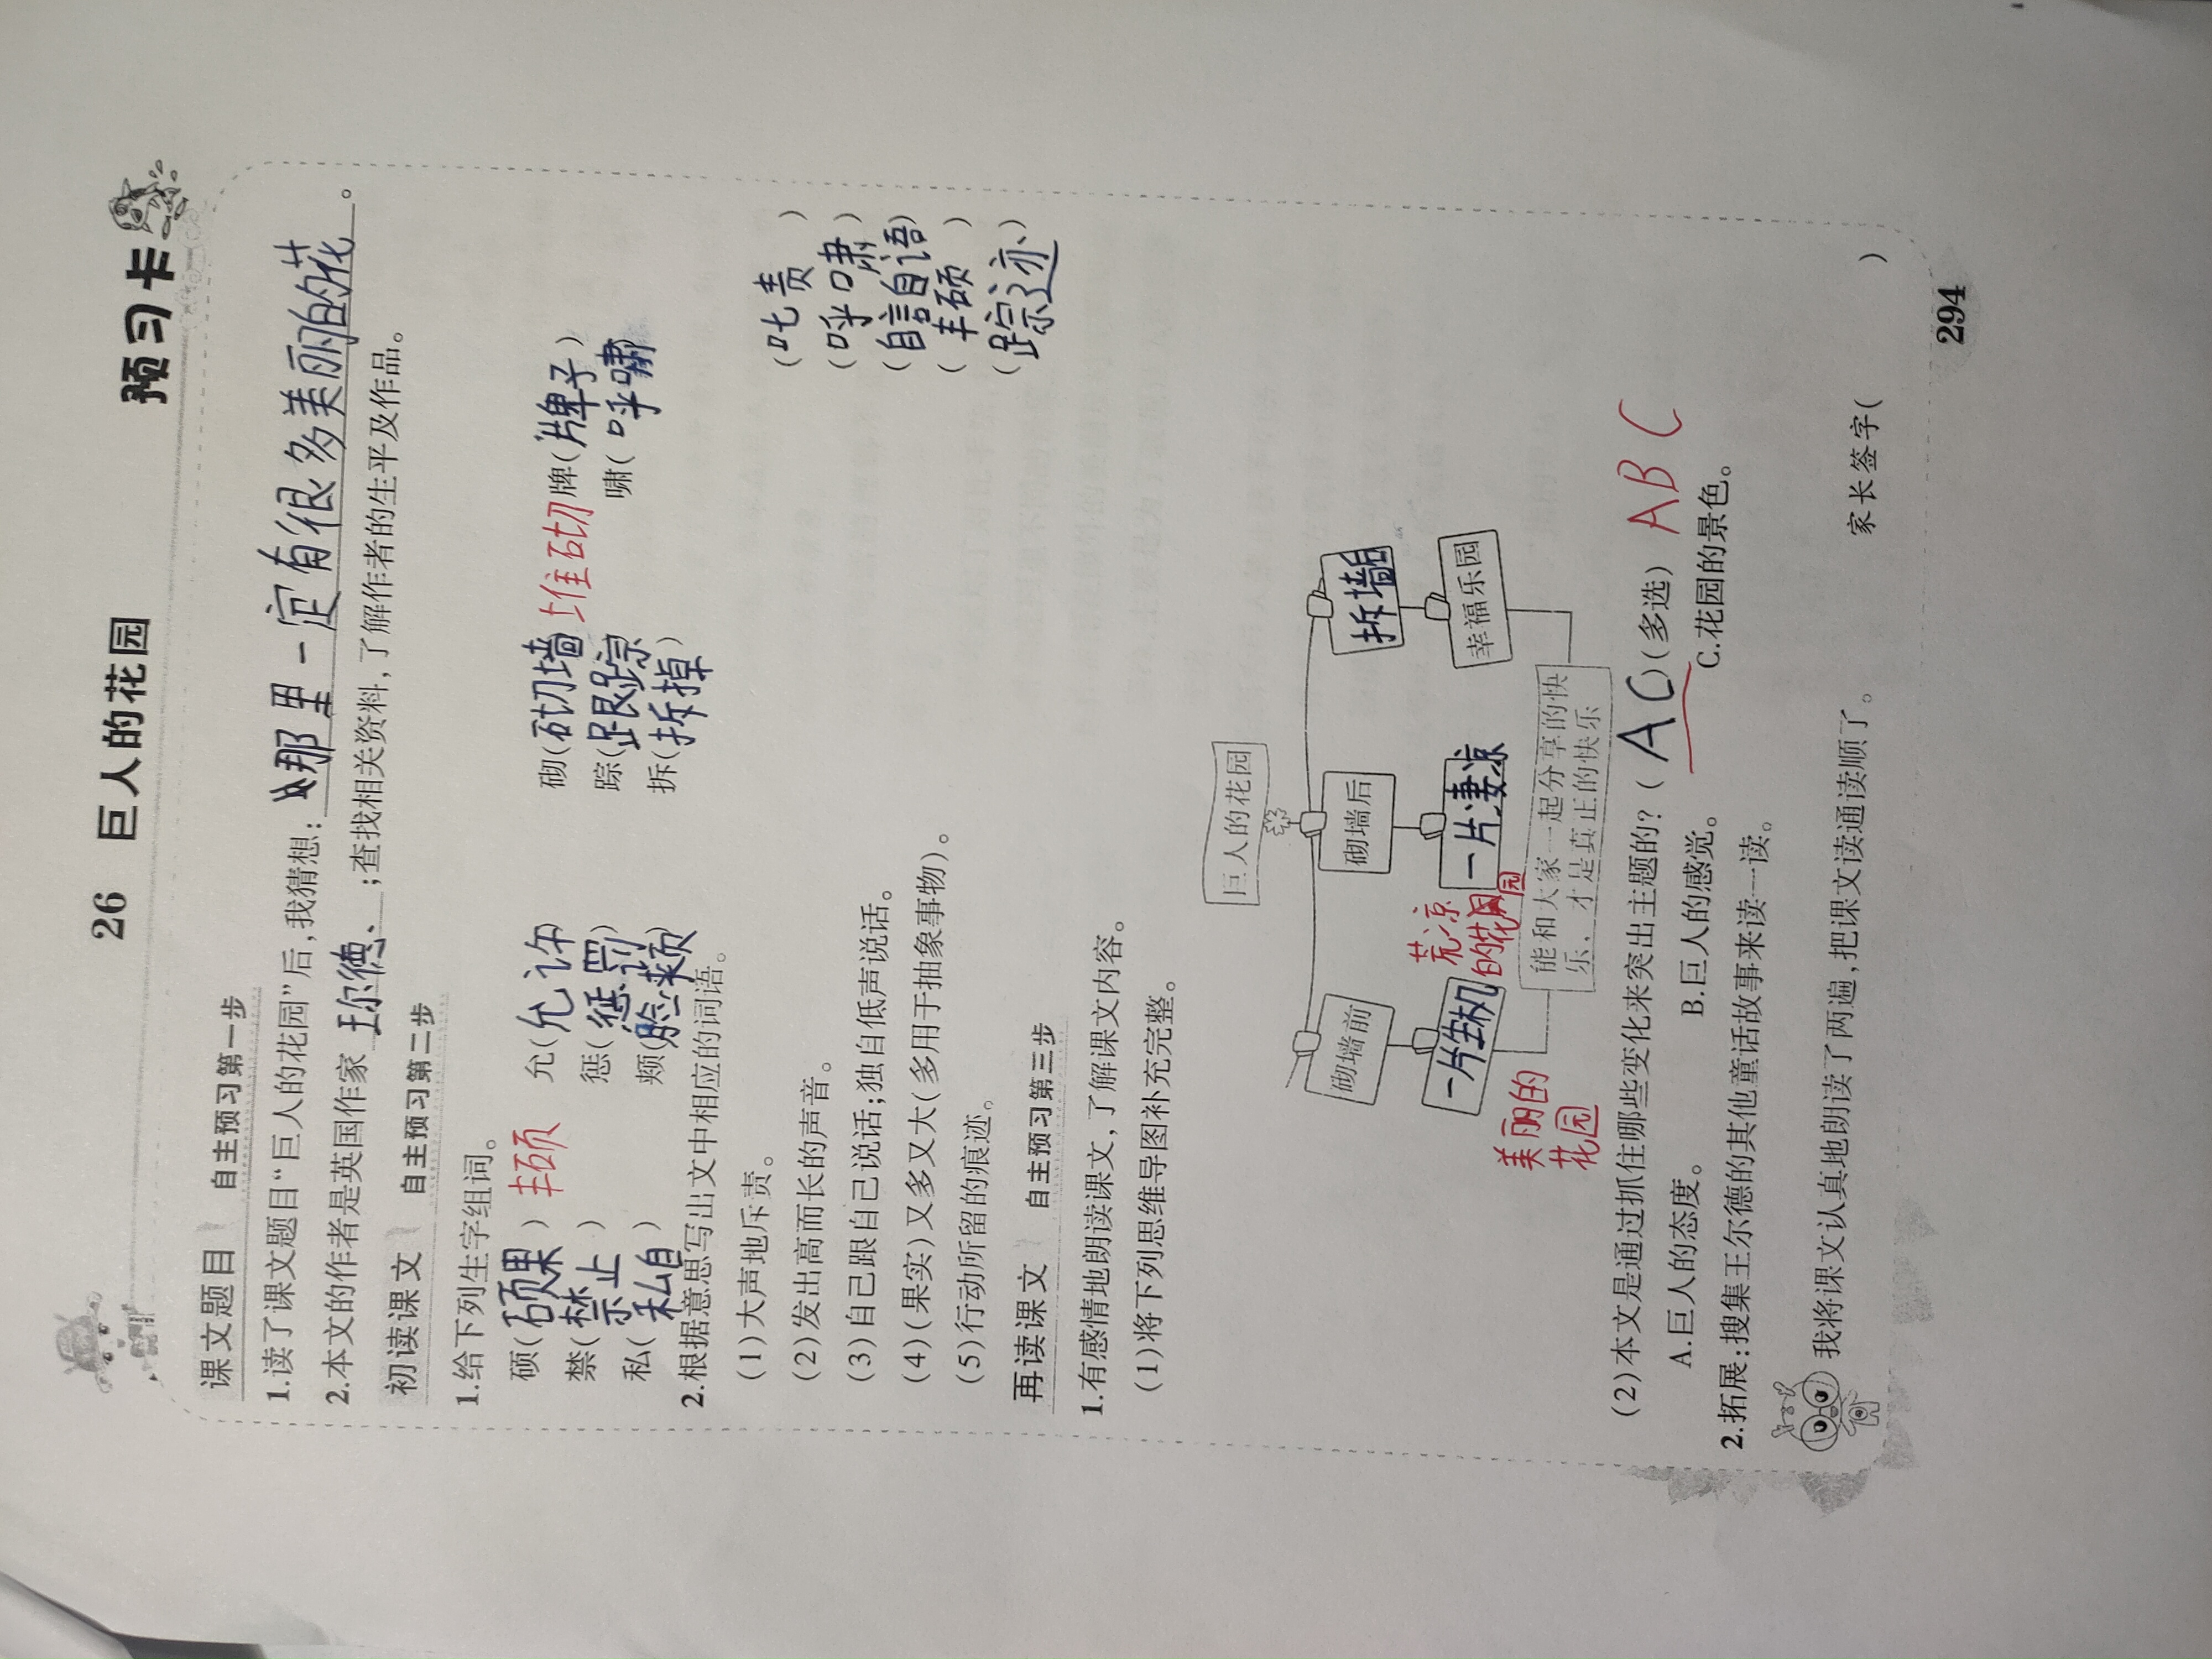 预习卡
26 巨人的花园
课文题目 自主预习第一步
1.读了课文题目“巨人的花园”后,我猜想:那里一定有很多美丽的花。
2.本文的作者是英国作家王尔德、;查找相关资料,了解作者的生平及作品。
初读课文 自主预习第二步
1.给下列生字组词。
硕(硕果)丰硕 允(允许) 砌(砌墙 堆砌 牌(牌子)
禁(禁止) 惩(惩罚) 踪(跟踪 啸(呼啸
私(私自) 颊(脸颊) 拆(拆掉)
2.根据意思写出文中相应的词语。
(1)大声地斥责。 (叱责)
(2)发出高而长的声音。 (呼啸)
(3)自己跟自己说话;独自低声说话。 (自言自语)
(4)(果实)又多又大(多用于抽象事物)。 (丰硕)
(5)行动所留的痕迹。 (踪迹)
再读课文 自主预习第三步
1.有感情地朗读课文,了解课文内容。
(1)将下列思维导图补充完整。
巨人的花园
砌墙前 砌墙后 拆墙后
一片生机 一片凄凉 幸福乐园
美丽的
花园
荒凉
的花园
能和大家一起分享的快
乐,才是真正的快乐
(2)本文是通过抓住哪些变化来突出主题的?(AC)(多选) ABC
A.巨人的态度。 B.巨人的感觉。 C.花园的景色。
2.拓展:搜集王尔德的其他童话故事来读一读。
我将课文认真地朗读了两遍,把课文读通读顺了。
家长签字( )
294